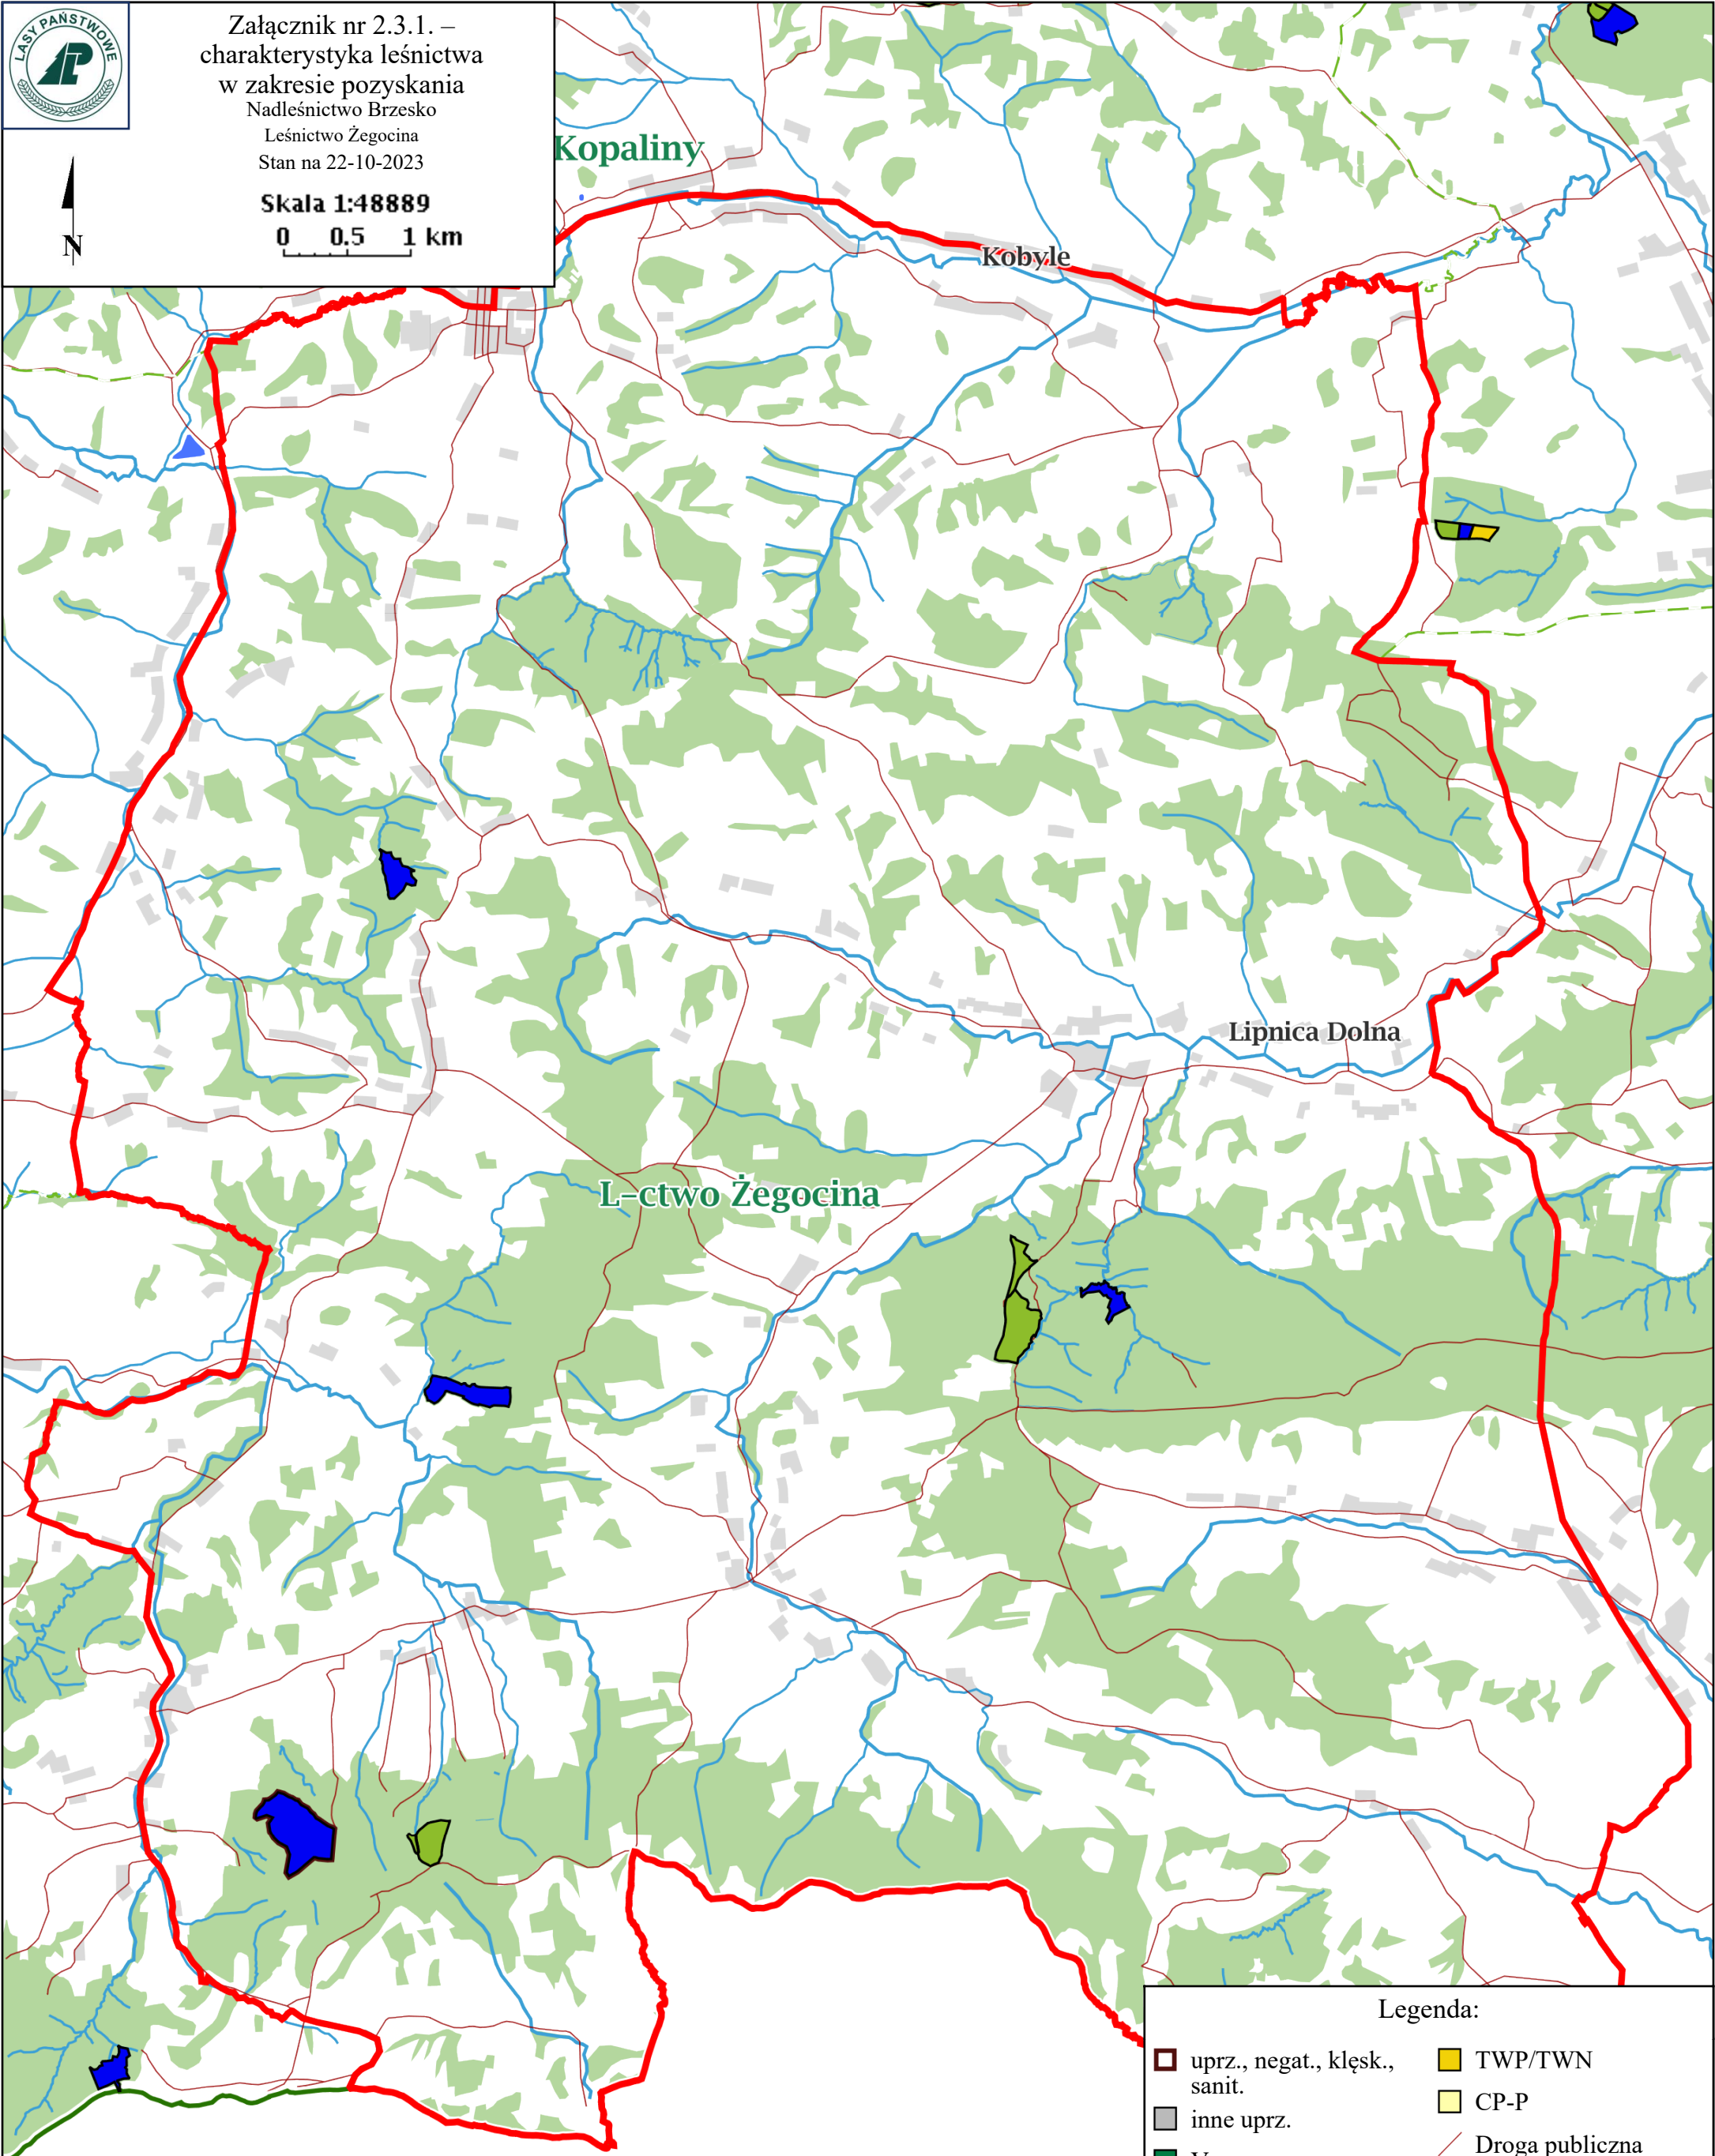 LASY PAŃSTWOWE
Załącznik nr 2.3.1. –
charakterystyka leśnictwa
w zakresie pozyskania
Nadleśnictwo Brzesko
Leśnictwo Żegocina
Stan na 22-10-2023
Skala 1:48889
0 0.5 1 km
N
Kopaliny
Kobyle
Lipnica Dolna
L-ctwo Żegocina
Legenda:
uprz., negat., klęsk.,
sanit.
inne uprz.
TWP/TWN
CP-P
Droga publiczna